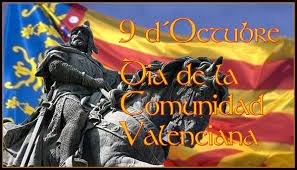 9 d'Octubre
Dia de la
Comunidad
Valenciana